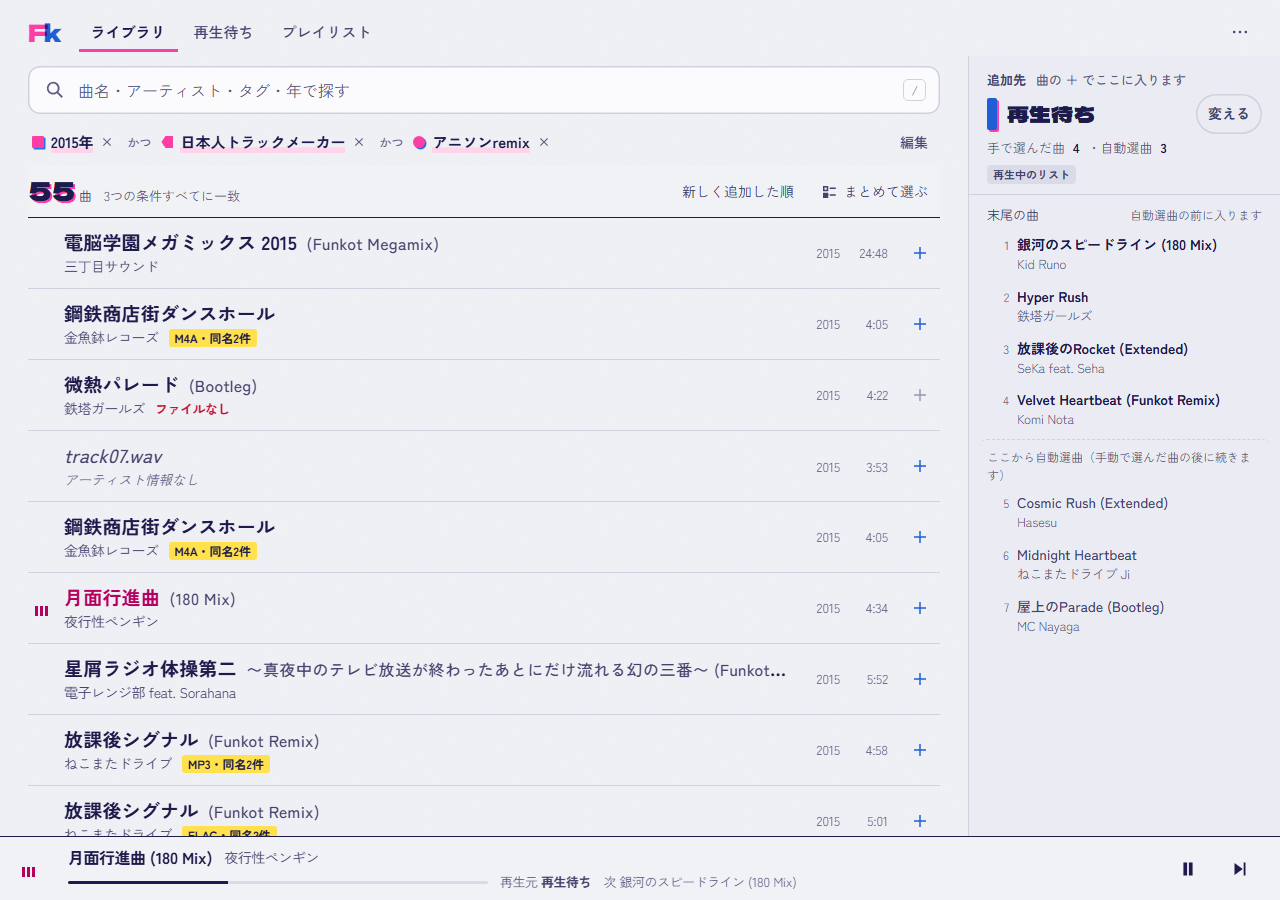 Fk ライブラリ 再生待ち プレイリスト …
曲名・アーティスト・タグ・年で探す /
2015年 × かつ 日本人トラックメーカー × かつ アニソンremix × 編集
55 曲 3つの条件すべてに一致 新しく追加した順 まとめて選ぶ
電脳学園メガミックス 2015 (Funkot Megamix)
三丁目サウンド
2015 24:48 +
鋼鉄商店街ダンスホール
金魚鉢レコーズ M4A・同名2件
2015 4:05 +
微熱パレード (Bootleg)
鉄塔ガールズ ファイルなし
2015 4:22 +
track07.wav
アーティスト情報なし
2015 3:53 +
鋼鉄商店街ダンスホール
金魚鉢レコーズ M4A・同名2件
2015 4:05 +
月面行進曲 (180 Mix)
夜行性ペンギン
2015 4:34 +
星屑ラジオ体操第二 〜真夜中のテレビ放送が終わったあとにだけ流れる幻の三番〜 (Funkot...
電子レンジ部 feat. Sorahana
2015 5:52 +
放課後シグナル (Funkot Remix)
ねこまたドライブ MP3・同名2件
2015 4:58 +
放課後シグナル (Funkot Remix)
ねこまたドライブ FLAC・同名2件
2015 5:01 +
追加先 曲の + でここに入ります
再生待ち 変える
手で選んだ曲 4 ・自動選曲 3
再生中のリスト
末尾の曲 自動選曲の前に入ります
1 銀河のスピードライン (180 Mix)
Kid Runo
2 Hyper Rush
鉄塔ガールズ
3 放課後のRocket (Extended)
SeKa feat. Seha
4 Velvet Heartbeat (Funkot Remix)
Komi Nota
ここから自動選曲（手動で選んだ曲の後に続きま
す）
5 Cosmic Rush (Extended)
Hasesu
6 Midnight Heartbeat
ねこまたドライブ Ji
7 屋上のParade (Bootleg)
MC Nayaga
月面行進曲 (180 Mix) 夜行性ペンギン
再生元 再生待ち 次 銀河のスピードライン (180 Mix)